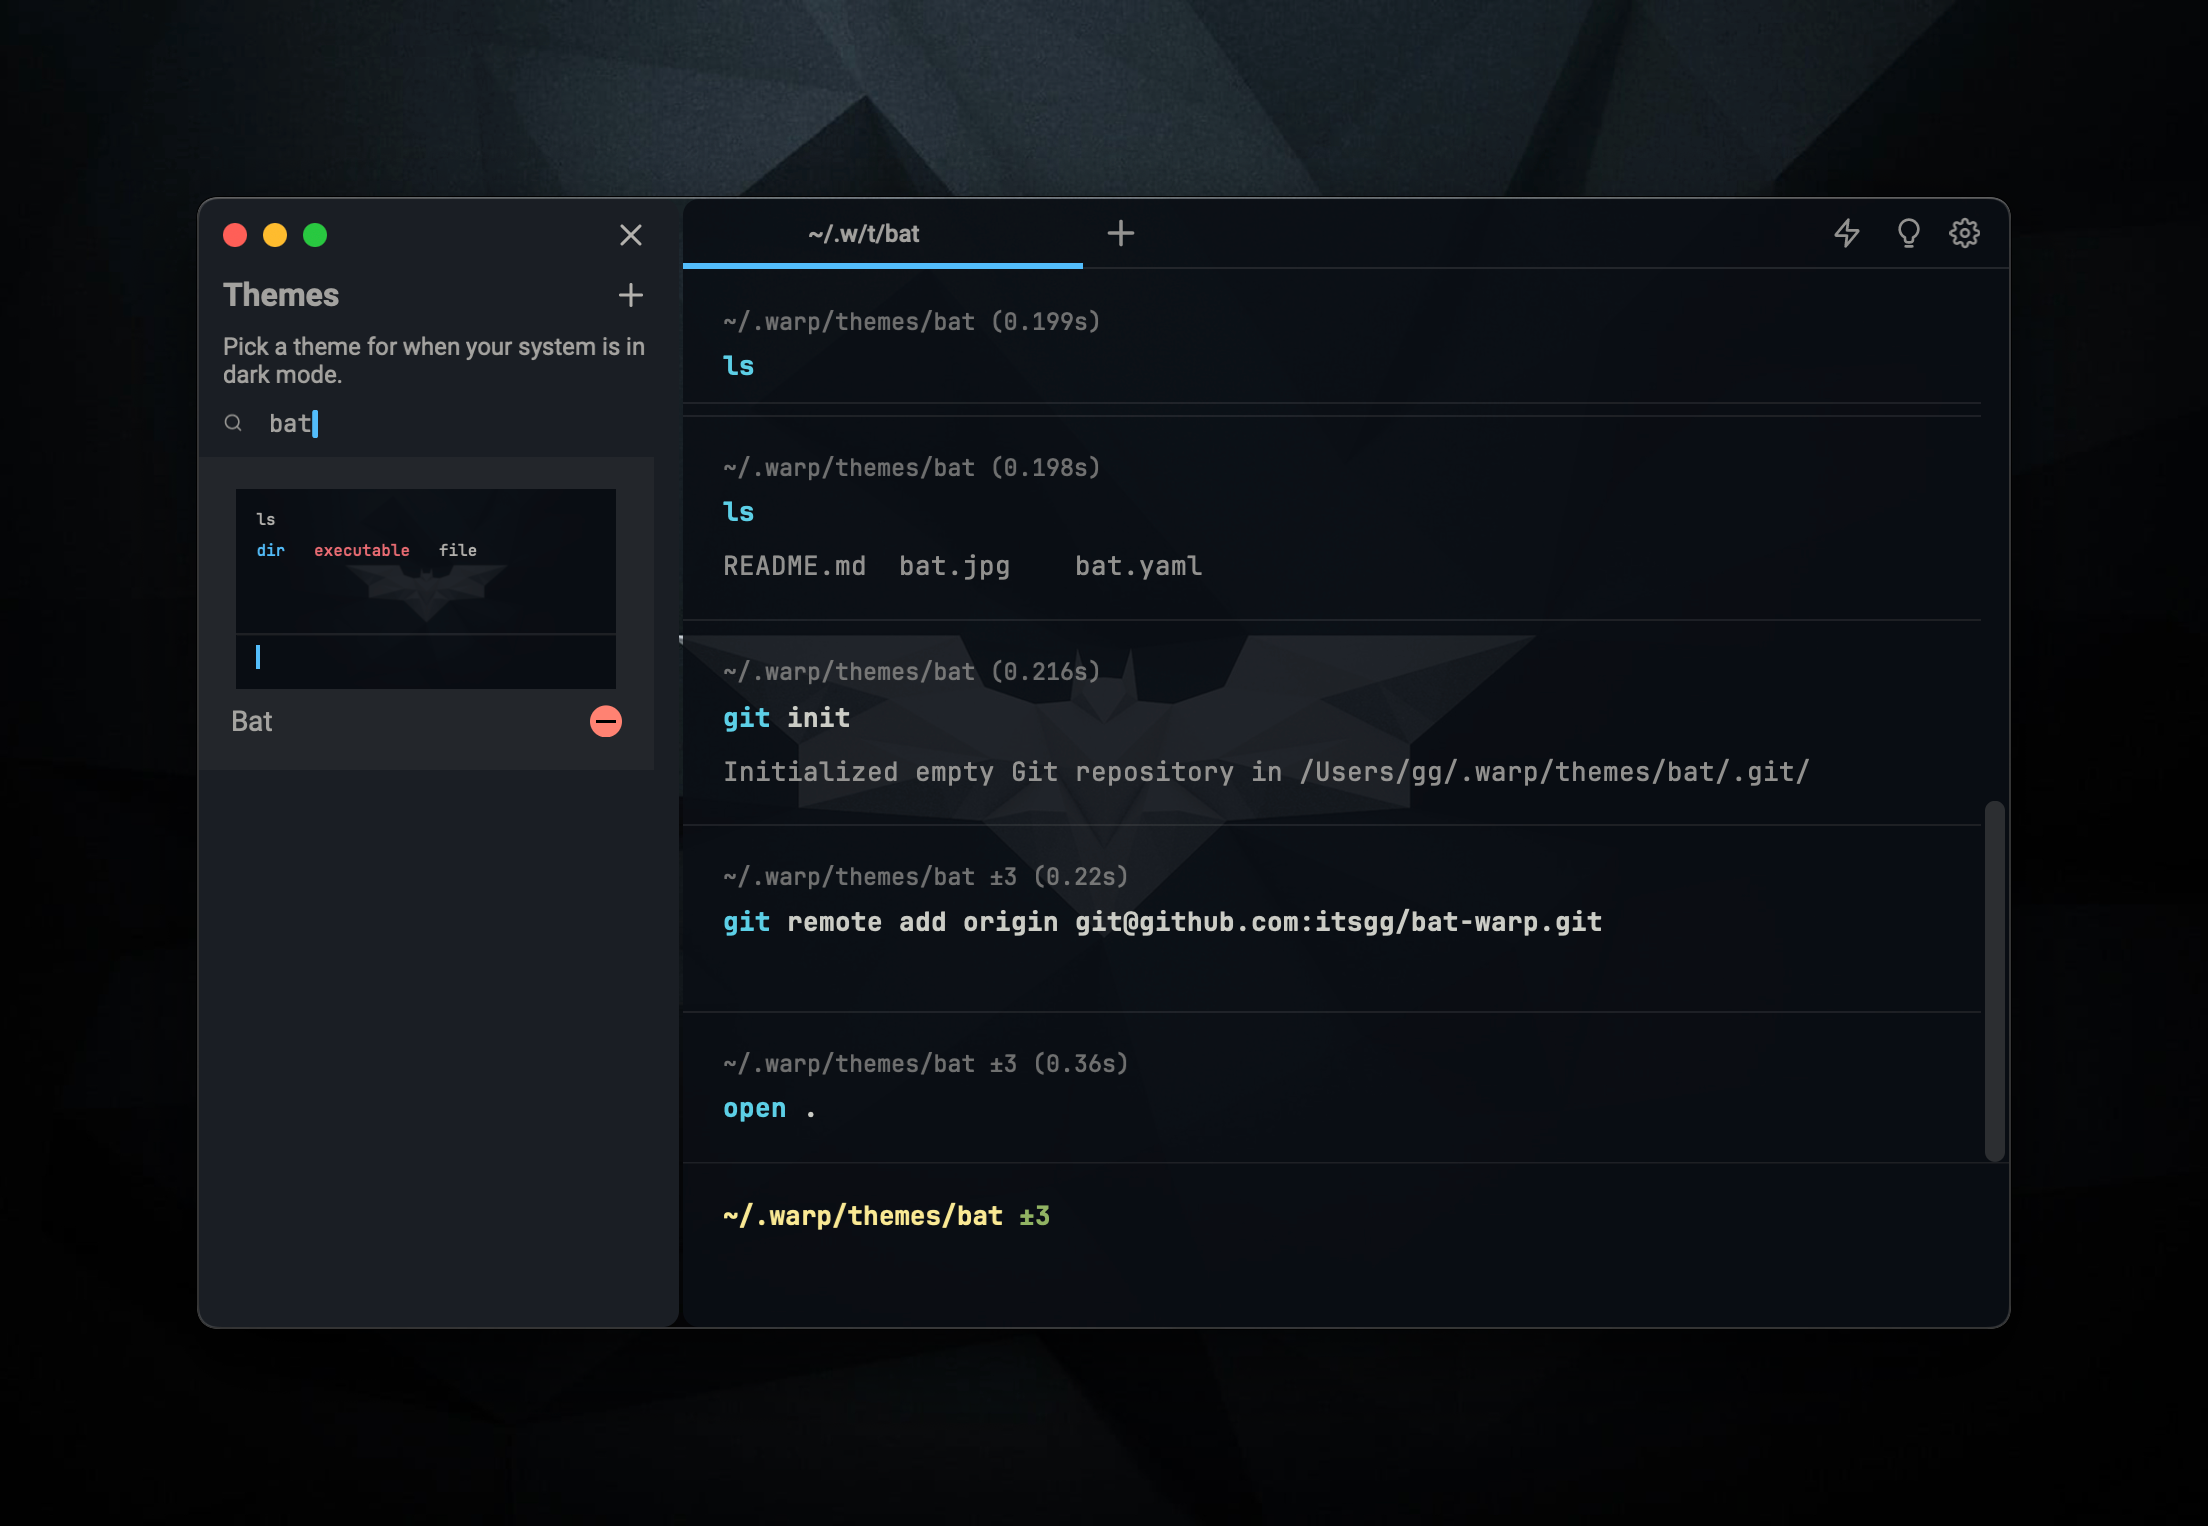 Themes
Pick a theme for when your system is in
dark mode.
bat
ls
dir executable file
Bat
~/.w/t/bat
~/.warp/themes/bat (0.199s)
ls
~/.warp/themes/bat (0.198s)
ls
README.md bat.jpg bat.yaml
~/.warp/themes/bat (0.216s)
git init
Initialized empty Git repository in /Users/gg/.warp/themes/bat/.git/
~/.warp/themes/bat ±3 (0.22s)
git remote add origin git@github.com:itsgg/bat-warp.git
~/.warp/themes/bat ±3 (0.36s)
open .
~/.warp/themes/bat ±3